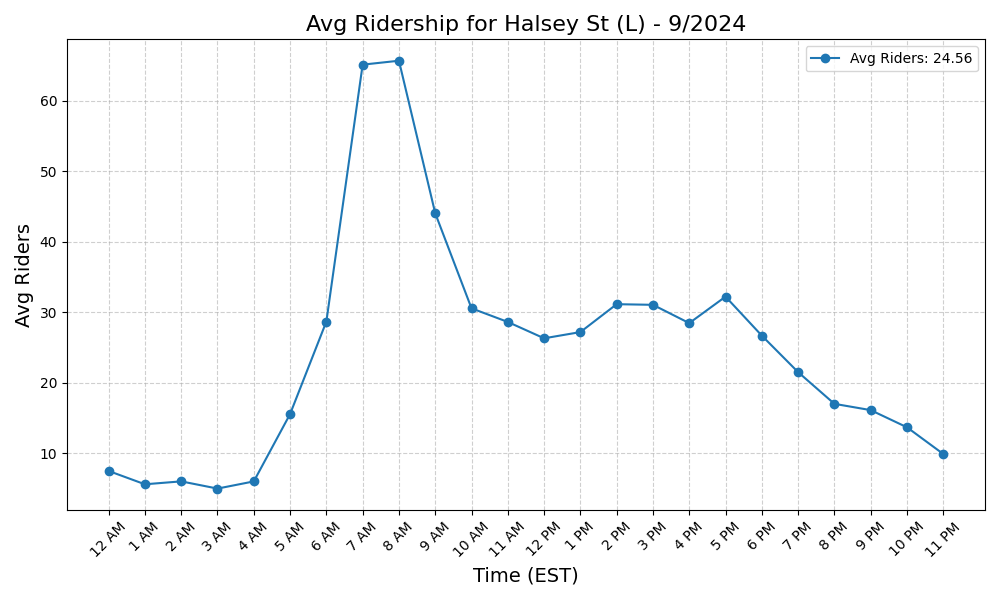 Avg Ridership for Halsey St (L) - 9/2024
Avg Riders: 24.56
Avg Riders
60
50
40
30
20
10
12 AM
1 AM
2 AM
3 AM
4 AM
5 AM
6 AM
7 AM
8 AM
9 AM
10 AM
11 AM
12 PM
1 PM
2 PM
3 PM
4 PM
5 PM
6 PM
7 PM
8 PM
9 PM
10 PM
11 PM
Time (EST)